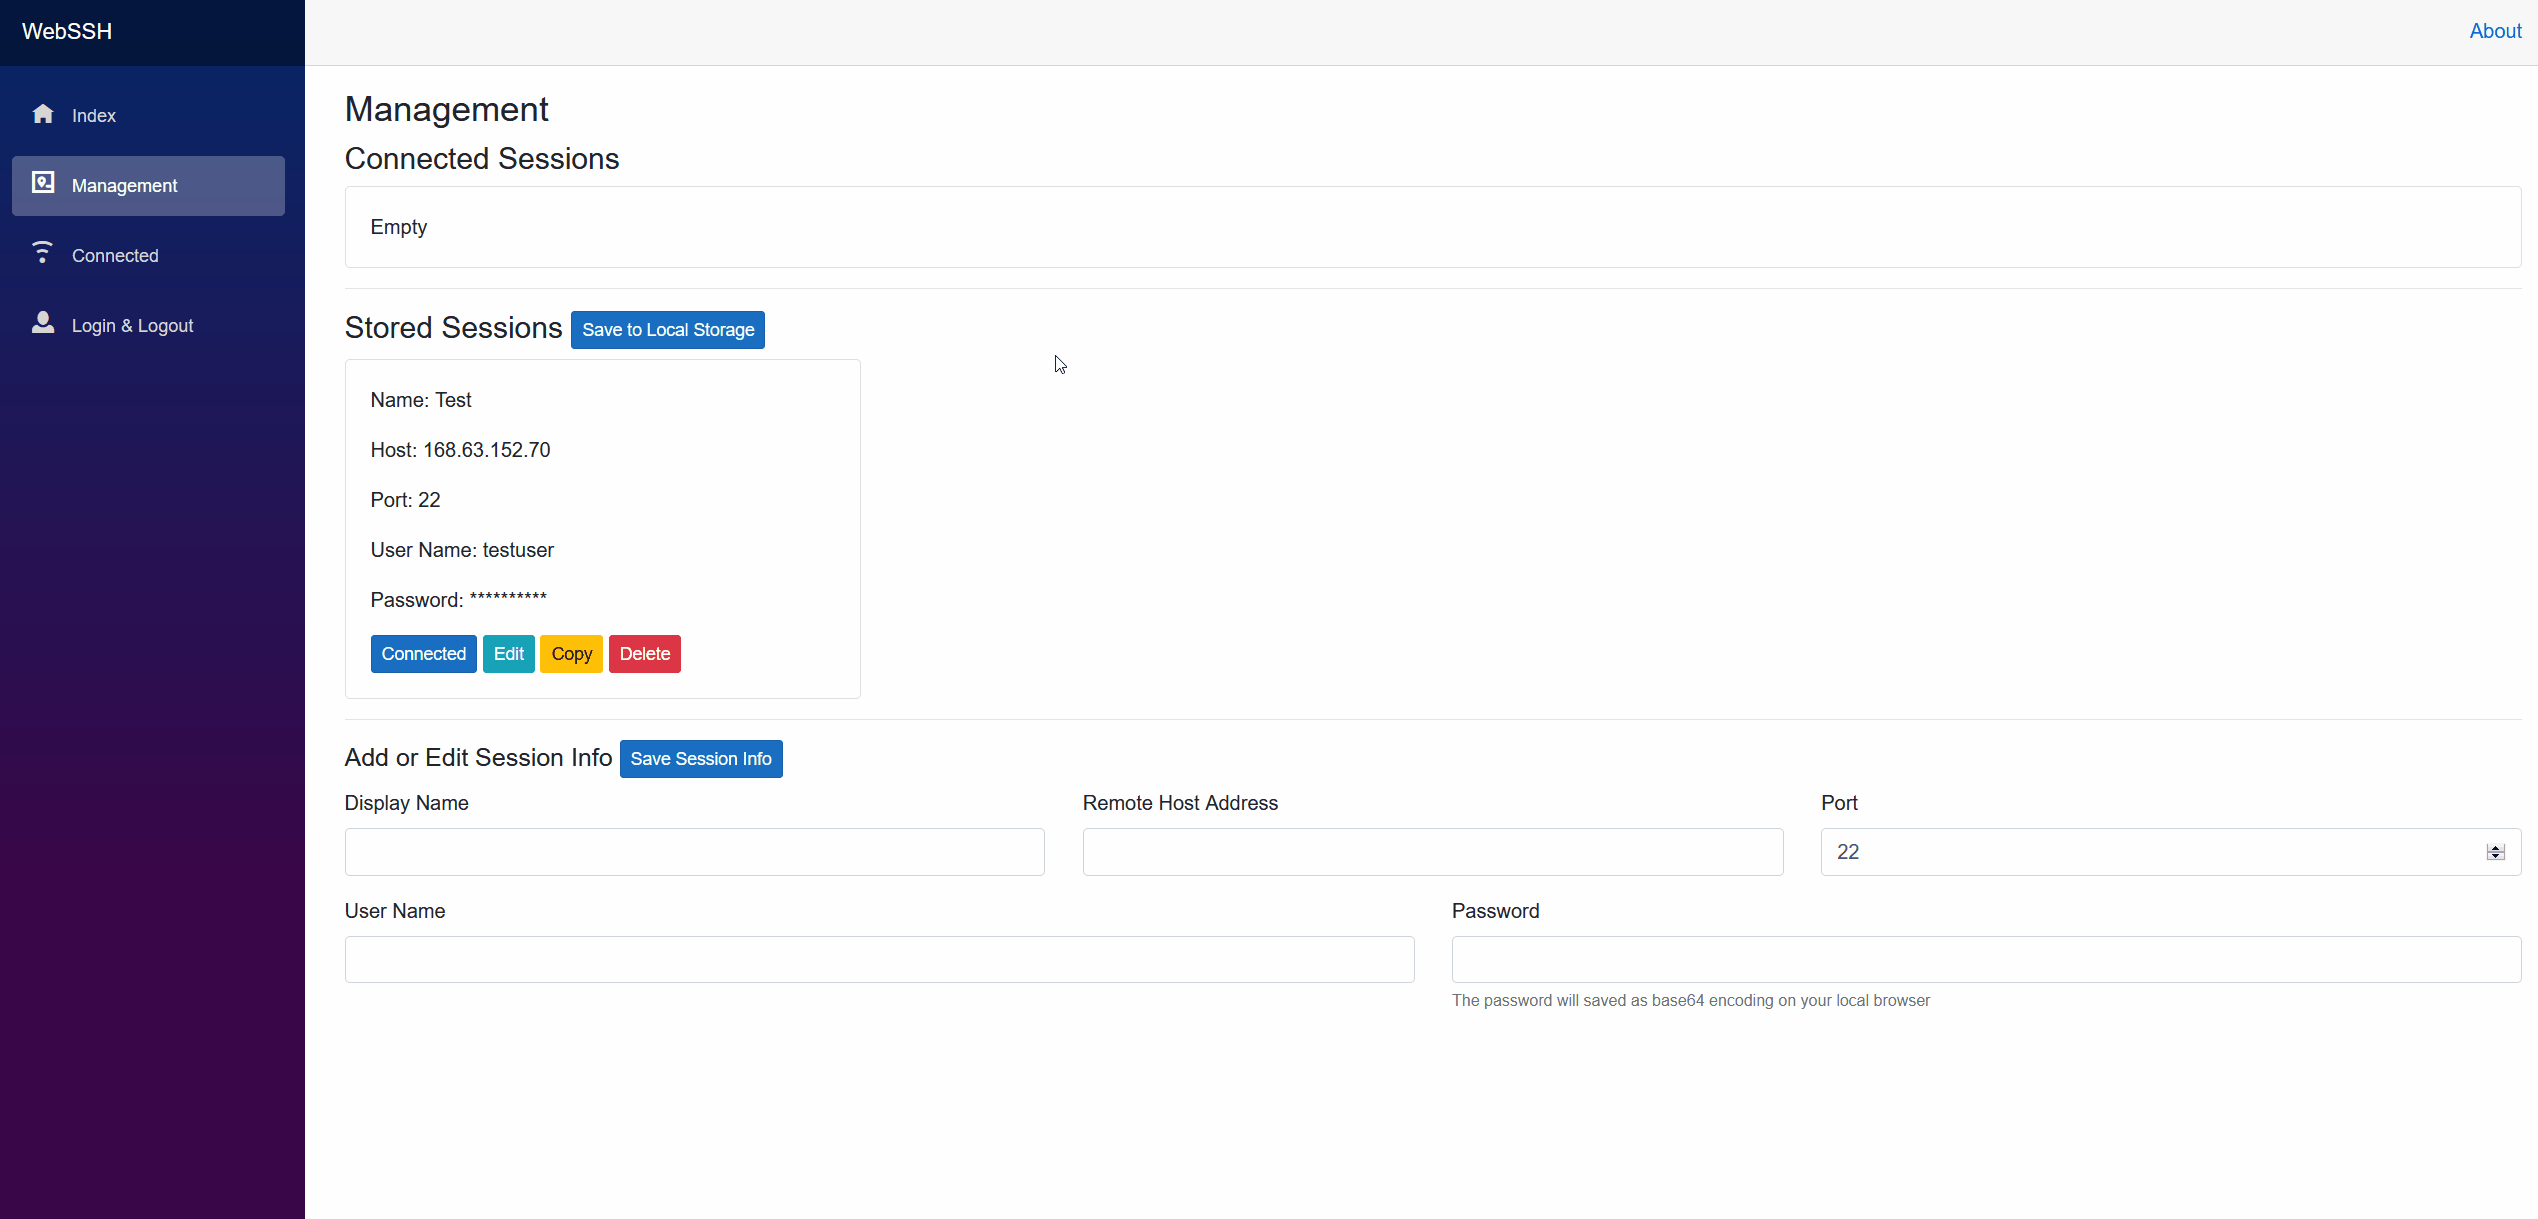 WebSSH
About
Index
Management
Connected
Login & Logout
Management
Connected Sessions
Empty
Stored Sessions Save to Local Storage
Name: Test
Host: 168.63.152.70
Port: 22
User Name: testuser
Password: **********
Connected Edit Copy Delete
Add or Edit Session Info Save Session Info
Display Name Remote Host Address Port
22
User Name Password
The password will saved as base64 encoding on your local browser